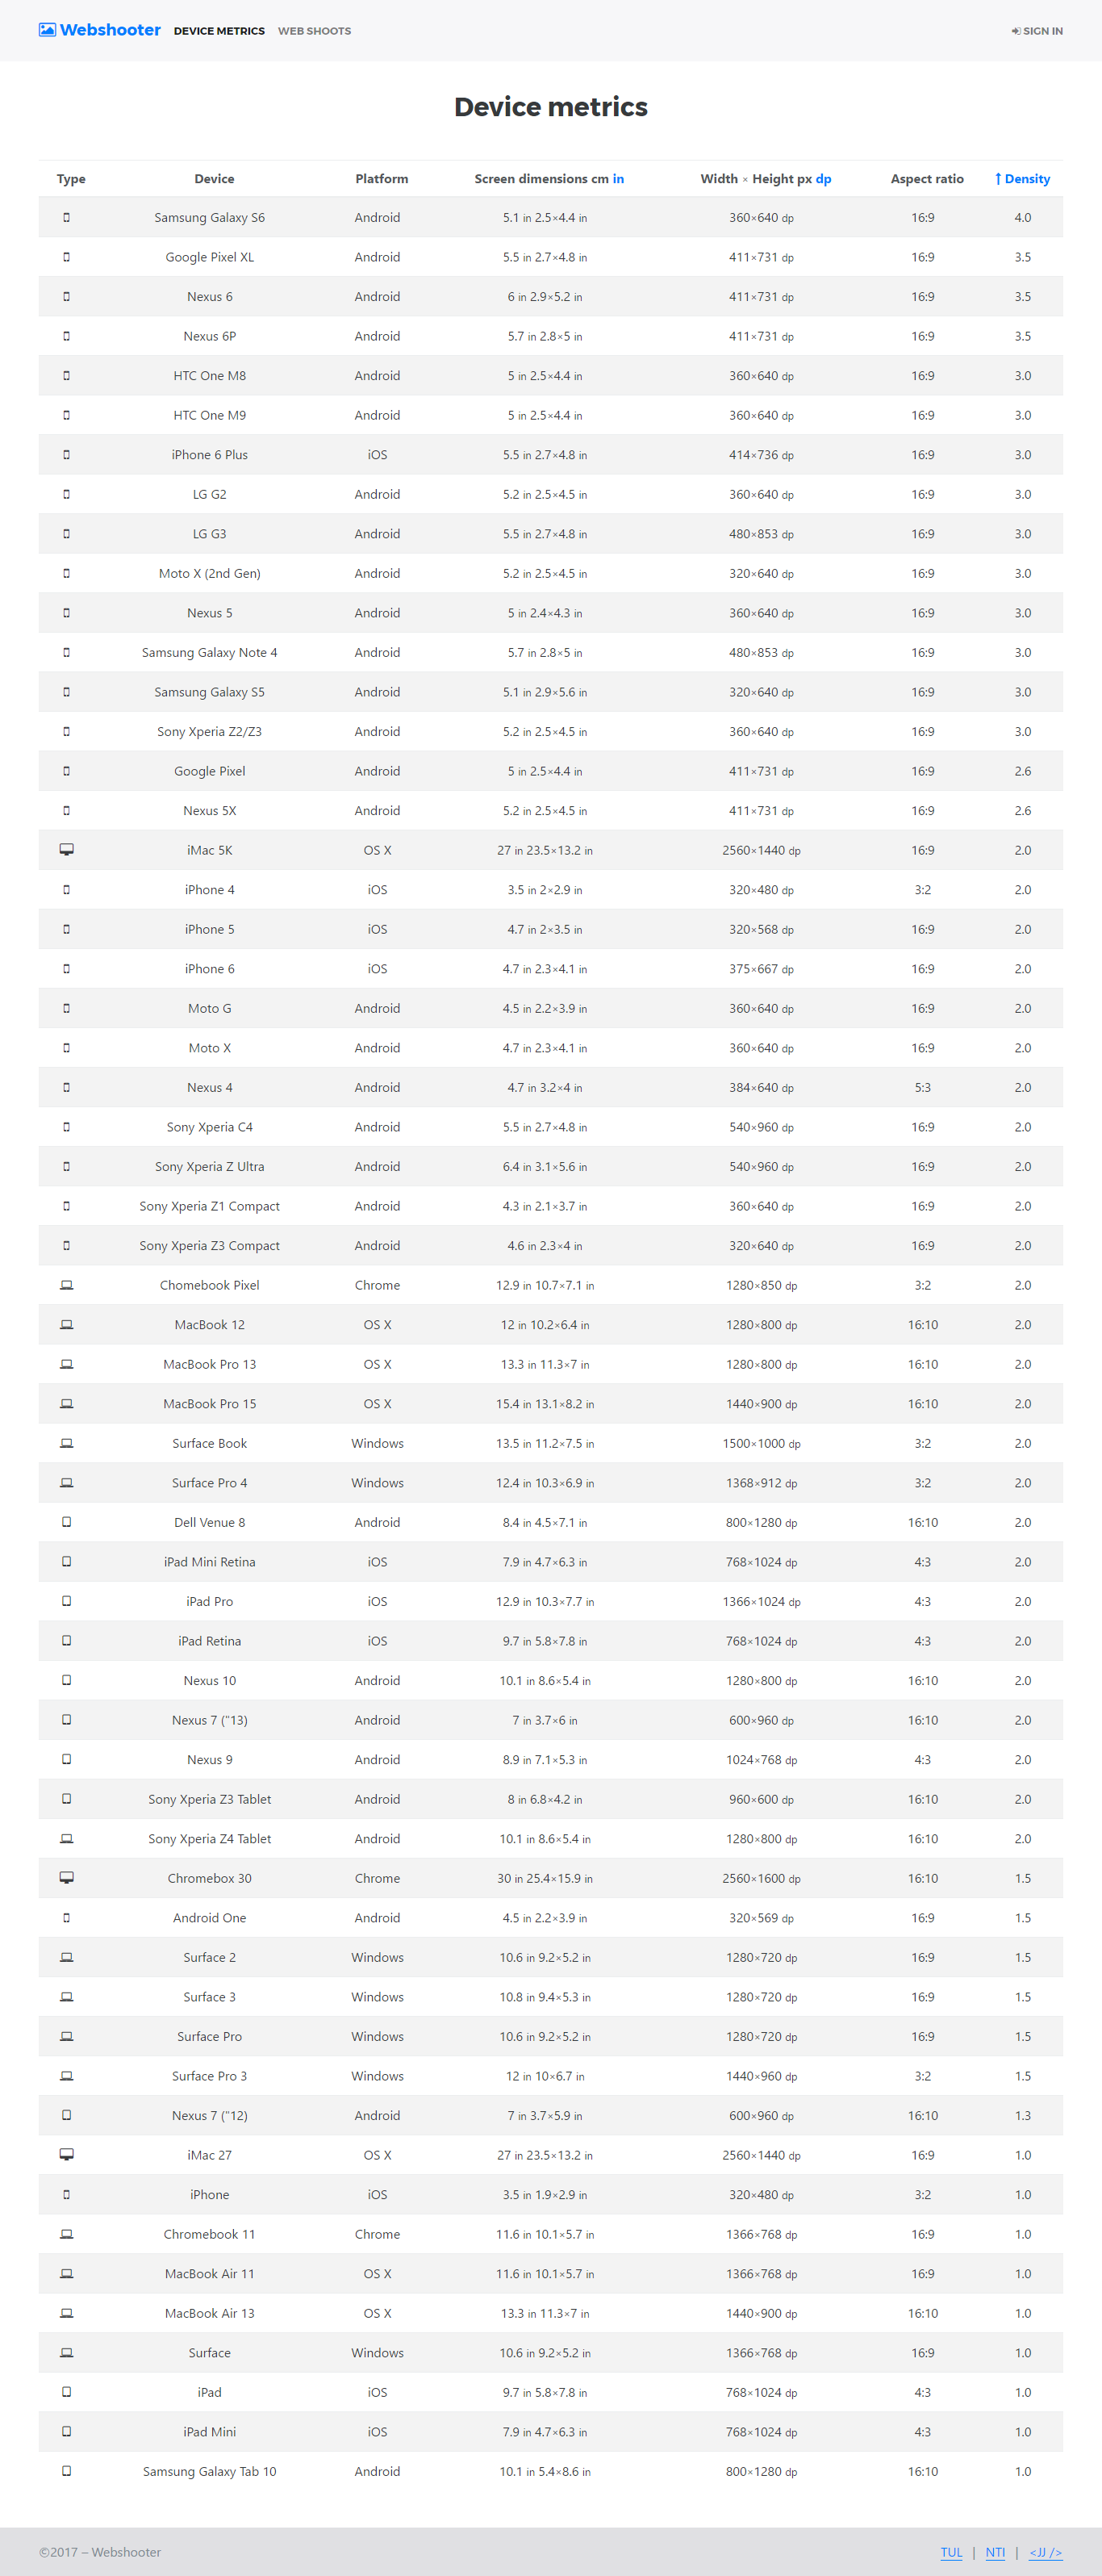 Webshooter DEVICE METRICS WEB SHOOTS SIGN IN
Device metrics
Type Device Platform Screen dimensions cm in Width × Height px dp Aspect ratio ↑ Density
Samsung Galaxy S6 Android 5.1 in 2.5×4.4 in 360×640 dp 16:9 4.0
Google Pixel XL Android 5.5 in 2.7×4.8 in 411×731 dp 16:9 3.5
Nexus 6 Android 6 in 2.9×5.2 in 411×731 dp 16:9 3.5
Nexus 6P Android 5.7 in 2.8×5 in 411×731 dp 16:9 3.5
HTC One M8 Android 5 in 2.5×4.4 in 360×640 dp 16:9 3.0
HTC One M9 Android 5 in 2.5×4.4 in 360×640 dp 16:9 3.0
iPhone 6 Plus iOS 5.5 in 2.7×4.8 in 414×736 dp 16:9 3.0
LG G2 Android 5.2 in 2.5×4.5 in 360×640 dp 16:9 3.0
LG G3 Android 5.5 in 2.7×4.8 in 480×853 dp 16:9 3.0
Moto X (2nd Gen) Android 5.2 in 2.5×4.5 in 320×640 dp 16:9 3.0
Nexus 5 Android 5 in 2.4×4.3 in 360×640 dp 16:9 3.0
Samsung Galaxy Note 4 Android 5.7 in 2.8×5 in 480×853 dp 16:9 3.0
Samsung Galaxy S5 Android 5.1 in 2.9×5.6 in 320×640 dp 16:9 3.0
Sony Xperia Z2/Z3 Android 5.2 in 2.5×4.5 in 360×640 dp 16:9 3.0
Google Pixel Android 5 in 2.5×4.4 in 411×731 dp 16:9 2.6
Nexus 5X Android 5.2 in 2.5×4.5 in 411×731 dp 16:9 2.6
iMac 5K OS X 27 in 23.5×13.2 in 2560×1440 dp 16:9 2.0
iPhone 4 iOS 3.5 in 2×2.9 in 320×480 dp 3:2 2.0
iPhone 5 iOS 4.7 in 2×3.5 in 320×568 dp 16:9 2.0
iPhone 6 iOS 4.7 in 2.3×4.1 in 375×667 dp 16:9 2.0
Moto G Android 4.5 in 2.2×3.9 in 360×640 dp 16:9 2.0
Moto X Android 4.7 in 2.3×4.1 in 360×640 dp 16:9 2.0
Nexus 4 Android 4.7 in 3.2×4 in 384×640 dp 5:3 2.0
Sony Xperia C4 Android 5.5 in 2.7×4.8 in 540×960 dp 16:9 2.0
Sony Xperia Z Ultra Android 6.4 in 3.1×5.6 in 540×960 dp 16:9 2.0
Sony Xperia Z1 Compact Android 4.3 in 2.1×3.7 in 360×640 dp 16:9 2.0
Sony Xperia Z3 Compact Android 4.6 in 2.3×4 in 320×640 dp 16:9 2.0
Chomebook Pixel Chrome 12.9 in 10.7×7.1 in 1280×850 dp 3:2 2.0
MacBook 12 OS X 12 in 10.2×6.4 in 1280×800 dp 16:10 2.0
MacBook Pro 13 OS X 13.3 in 11.3×7 in 1280×800 dp 16:10 2.0
MacBook Pro 15 OS X 15.4 in 13.1×8.2 in 1440×900 dp 16:10 2.0
Surface Book Windows 13.5 in 11.2×7.5 in 1500×1000 dp 3:2 2.0
Surface Pro 4 Windows 12.4 in 10.3×6.9 in 1368×912 dp 3:2 2.0
Dell Venue 8 Android 8.4 in 4.5×7.1 in 800×1280 dp 16:10 2.0
iPad Mini Retina iOS 7.9 in 4.7×6.3 in 768×1024 dp 4:3 2.0
iPad Pro iOS 12.9 in 10.3×7.7 in 1366×1024 dp 4:3 2.0
iPad Retina iOS 9.7 in 5.8×7.8 in 768×1024 dp 4:3 2.0
Nexus 10 Android 10.1 in 8.6×5.4 in 1280×800 dp 16:10 2.0
Nexus 7 ("13) Android 7 in 3.7×6 in 600×960 dp 16:10 2.0
Nexus 9 Android 8.9 in 7.1×5.3 in 1024×768 dp 4:3 2.0
Sony Xperia Z3 Tablet Android 8 in 6.8×4.2 in 960×600 dp 16:10 2.0
Sony Xperia Z4 Tablet Android 10.1 in 8.6×5.4 in 1280×800 dp 16:10 2.0
Chromebox 30 Chrome 30 in 25.4×15.9 in 2560×1600 dp 16:10 1.5
Android One Android 4.5 in 2.2×3.9 in 320×569 dp 16:9 1.5
Surface 2 Windows 10.6 in 9.2×5.2 in 1280×720 dp 16:9 1.5
Surface 3 Windows 10.8 in 9.4×5.3 in 1280×720 dp 16:9 1.5
Surface Pro Windows 10.6 in 9.2×5.2 in 1280×720 dp 16:9 1.5
Surface Pro 3 Windows 12 in 10×6.7 in 1440×960 dp 3:2 1.5
Nexus 7 ("12) Android 7 in 3.7×5.9 in 600×960 dp 16:10 1.3
iMac 27 OS X 27 in 23.5×13.2 in 2560×1440 dp 16:9 1.0
iPhone iOS 3.5 in 1.9×2.9 in 320×480 dp 3:2 1.0
Chromebook 11 Chrome 11.6 in 10.1×5.7 in 1366×768 dp 16:9 1.0
MacBook Air 11 OS X 11.6 in 10.1×5.7 in 1366×768 dp 16:9 1.0
MacBook Air 13 OS X 13.3 in 11.3×7 in 1440×900 dp 16:10 1.0
Surface Windows 10.6 in 9.2×5.2 in 1366×768 dp 16:9 1.0
iPad iOS 9.7 in 5.8×7.8 in 768×1024 dp 4:3 1.0
iPad Mini iOS 7.9 in 4.7×6.3 in 768×1024 dp 4:3 1.0
Samsung Galaxy Tab 10 Android 10.1 in 5.4×8.6 in 800×1280 dp 16:10 1.0
©2017 – Webshooter TUL | NTI | <JJ />